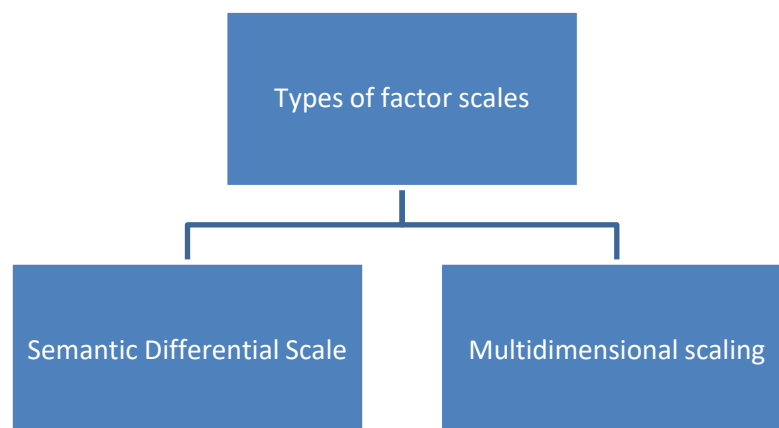 Types of factor scales
Semantic Differential Scale
Multidimensional scaling